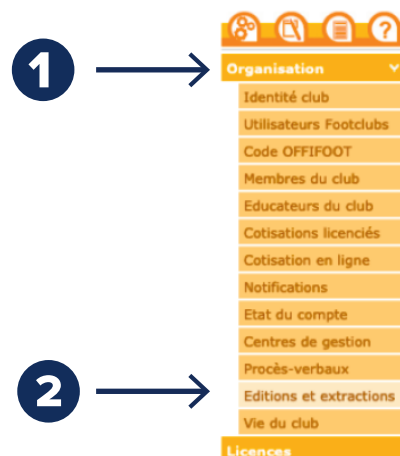 ?
1
Organisation
Identité club
Utilisateurs Footclubs
Code OFFIFOOT
Membres du club
Educateurs du club
Cotisations licenciés
Cotisation en ligne
Notifications
Etat du compte
Centres de gestion
Procès-verbaux
2
Editions et extractions
Vie du club
Licences